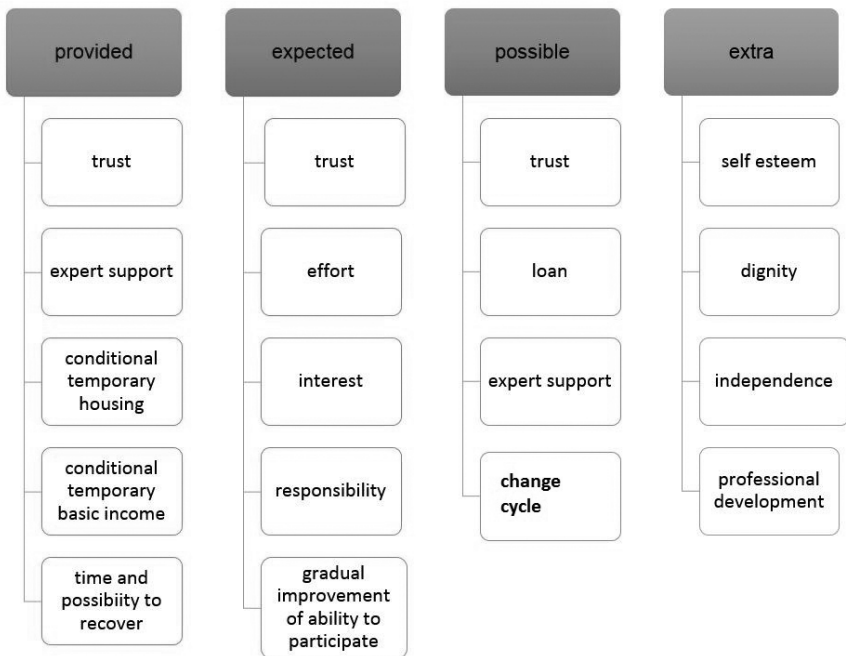 provided
trust
expert support
conditional
temporary
housing
conditional
temporary
basic income
time and
possibiity to
recover
expected
trust
effort
interest
responsibility
gradual
improvement
of ability to
participate
possible
trust
loan
expert support
change
cycle
extra
self esteem
dignity
independence
professional
development